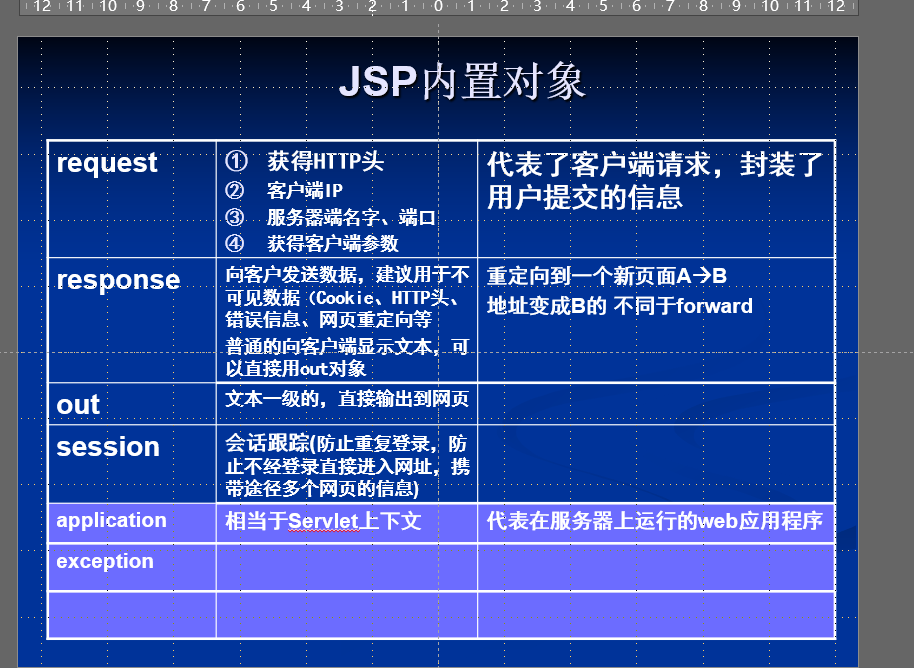 12 11 10 9 8 7 6 5 4 3 2 1 0 1 2 3 4 5 6 7 8 9 10 11 12
JSP内置对象
request
① 获得HTTP头
② 客户端IP
③ 服务器端名字、端口
④ 获得客户端参数
代表了客户端请求，封装了
用户提交的信息
response
向客户发送数据，建议用于不
可见数据（Cookie、HTTP头、
错误信息、网页重定向等
普通的向客户端显示文本，可
以直接用out对象
重定向到一个新页面A→B
地址变成B的 不同于forward
out
文本一级的，直接输出到网页
session
会话跟踪(防止重复登录，防
止不经登录直接进入网址，携
带途径多个网页的信息)
application
相当于Servlet上下文
代表在服务器上运行的web应用程序
exception